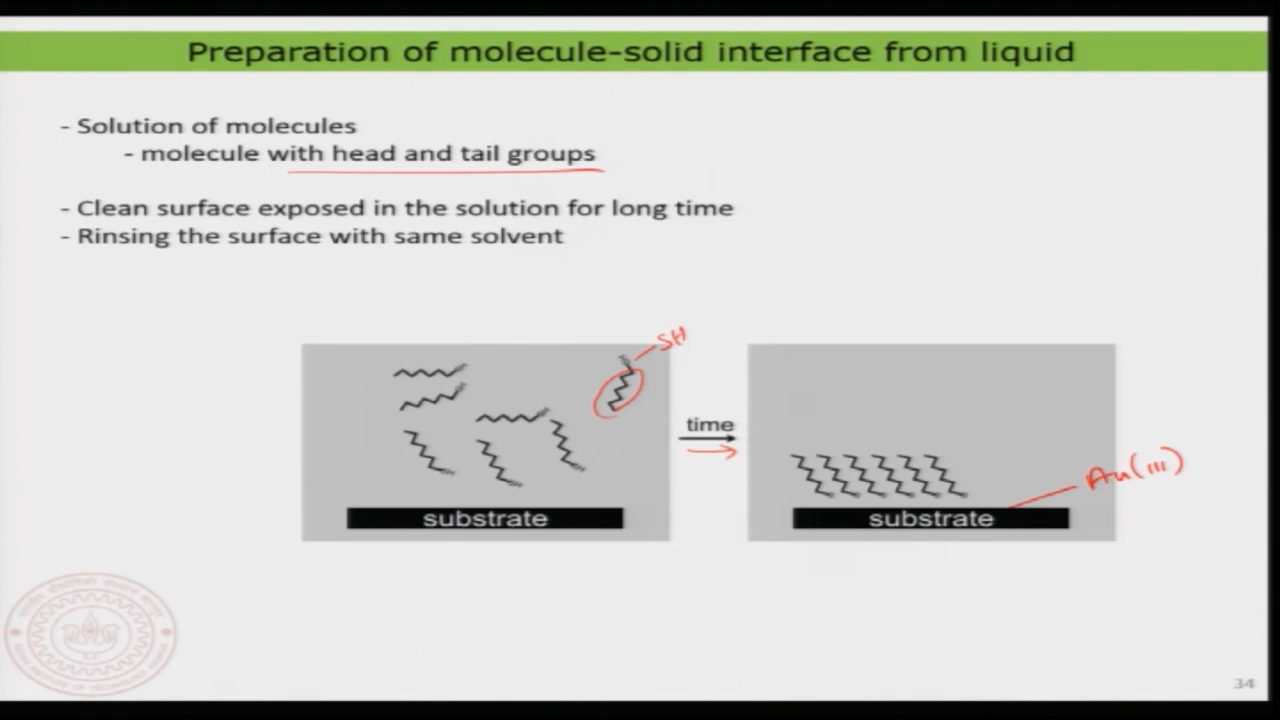 Preparation of molecule-solid interface from liquid
- Solution of molecules
- molecule with head and tail groups
- Clean surface exposed in the solution for long time
- Rinsing the surface with same solvent
SH
time
Au(111)
substrate
substrate
34